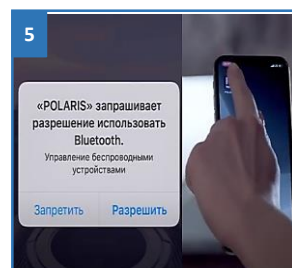 5
«POLARIS» запрашивает
разрешение использовать
Bluetooth.
Управление беспроводными
устройствами
Запретить Разрешить